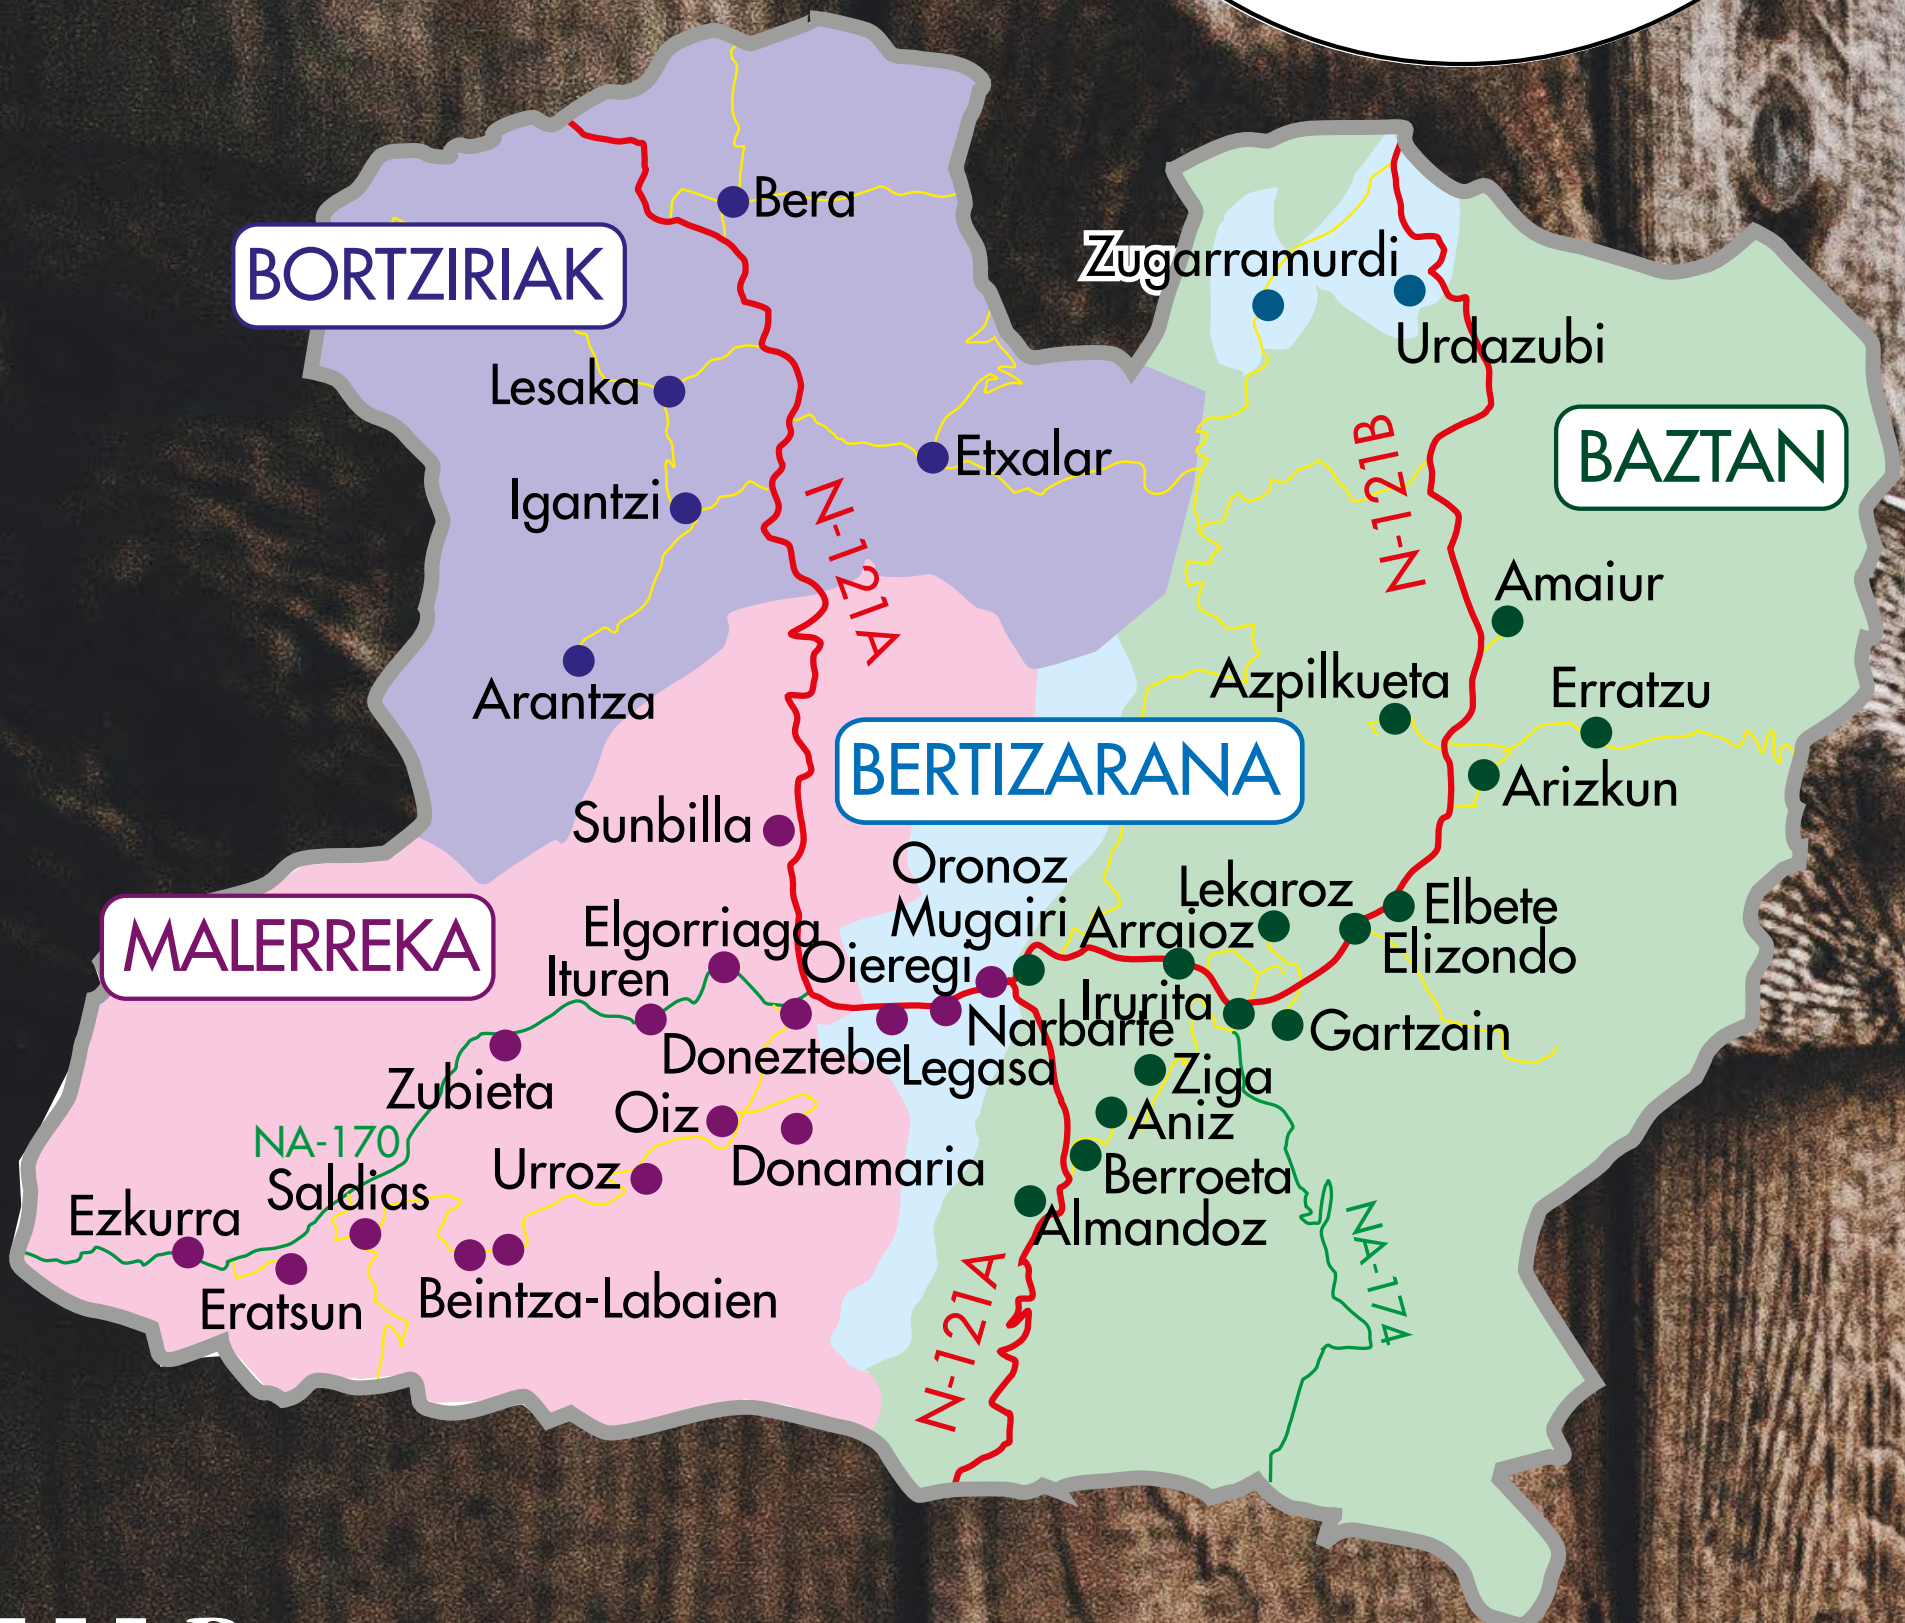 Bera
BORTZIRIAK
Zugarramurdi
Urdazubi
Lesaka
Etxalar
BAZTAN
Igantzi
N-121A
N-121B
Amaiur
Arantza
Azpilkueta
Erratzu
BERTIZARANA
Arizkun
Sunbilla
Oronoz
Mugairi
Lekaroz
Elbete
MALERREKA
Elgorriaga
Arraioz
Elizondo
Ituren
Oieregi
Irurita
Narbarte
Gartzain
Doneztebe
Legasa
Zubieta
Ziga
Oiz
Aniz
NA-170
Donamaria
Saldias
Urroz
Berroeta
Ezkurra
Almandoz
NA-174
Eratsun
Beintza-Labaien
N-121A